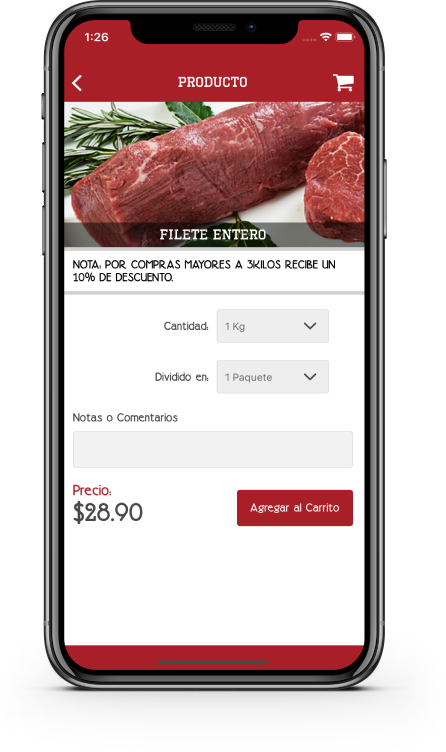 1:26
PRODUCTO
FILETE ENTERO
NOTA: POR COMPRAS MAYORES A 3KILOS RECIBE UN
10% DE DESCUENTO.
Cantidad: 1 Kg
Dividido en: 1 Paquete
Notas o Comentarios
Precio:
$28.90
Agregar al Carrito